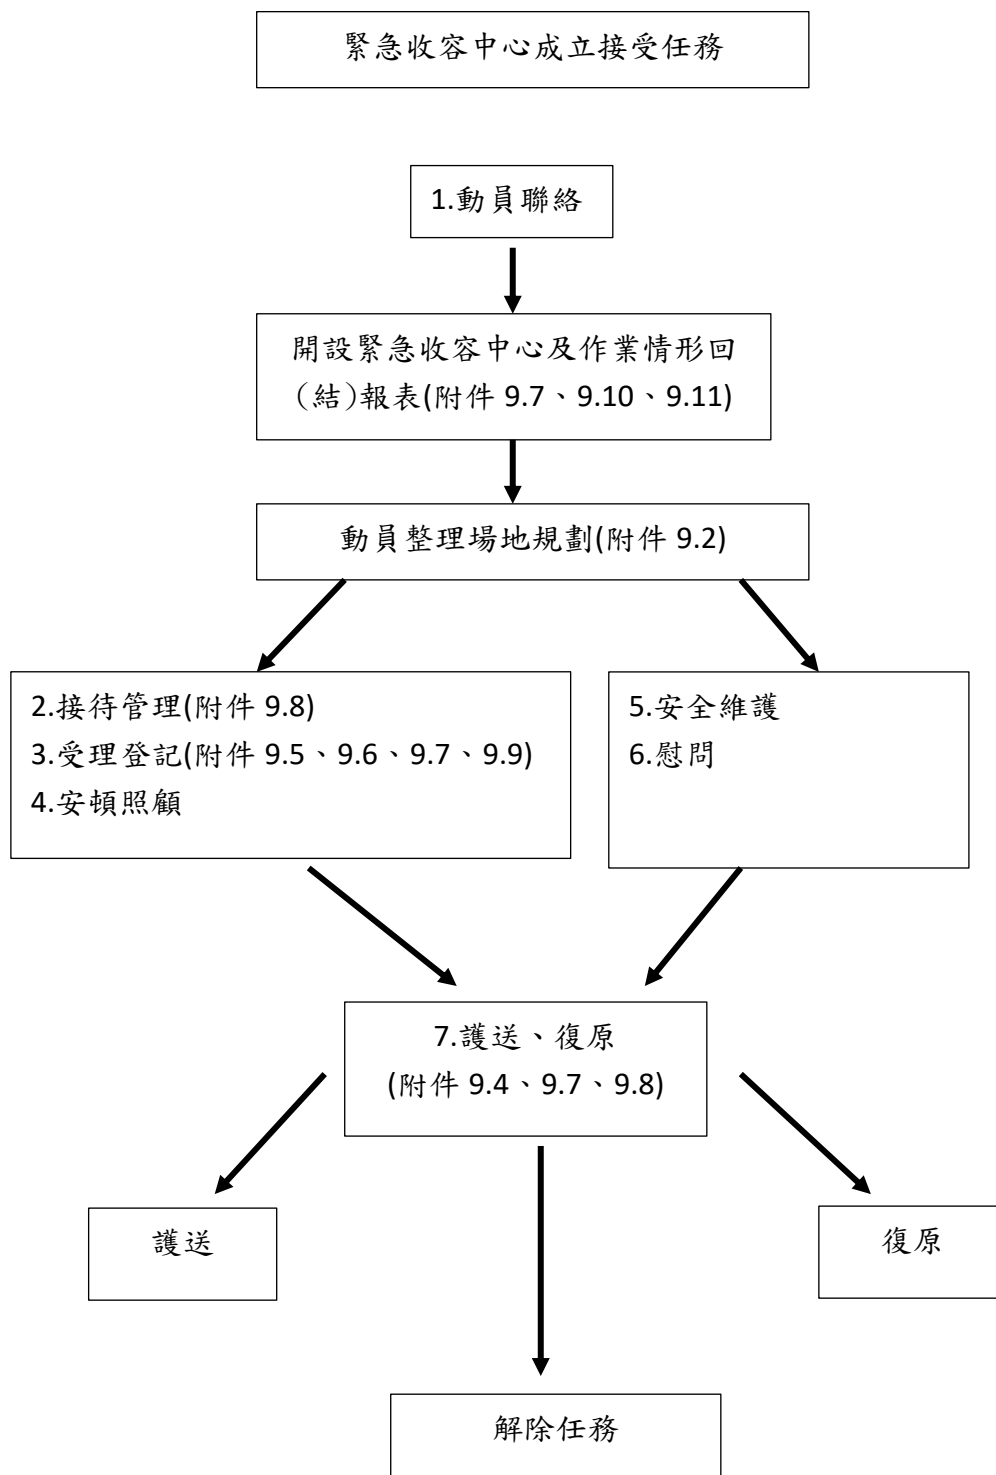 緊急收容中心成立接受任務
1.動員聯絡
開設緊急收容中心及作業情形回
(結)報表(附件 9.7、9.10、9.11)
動員整理場地規劃(附件 9.2)
2.接待管理(附件 9.8)
3.受理登記(附件 9.5、9.6、9.7、9.9)
4.安頓照顧
5.安全維護
6.慰問
7.護送、復原
(附件 9.4、9.7、9.8)
護送
復原
解除任務